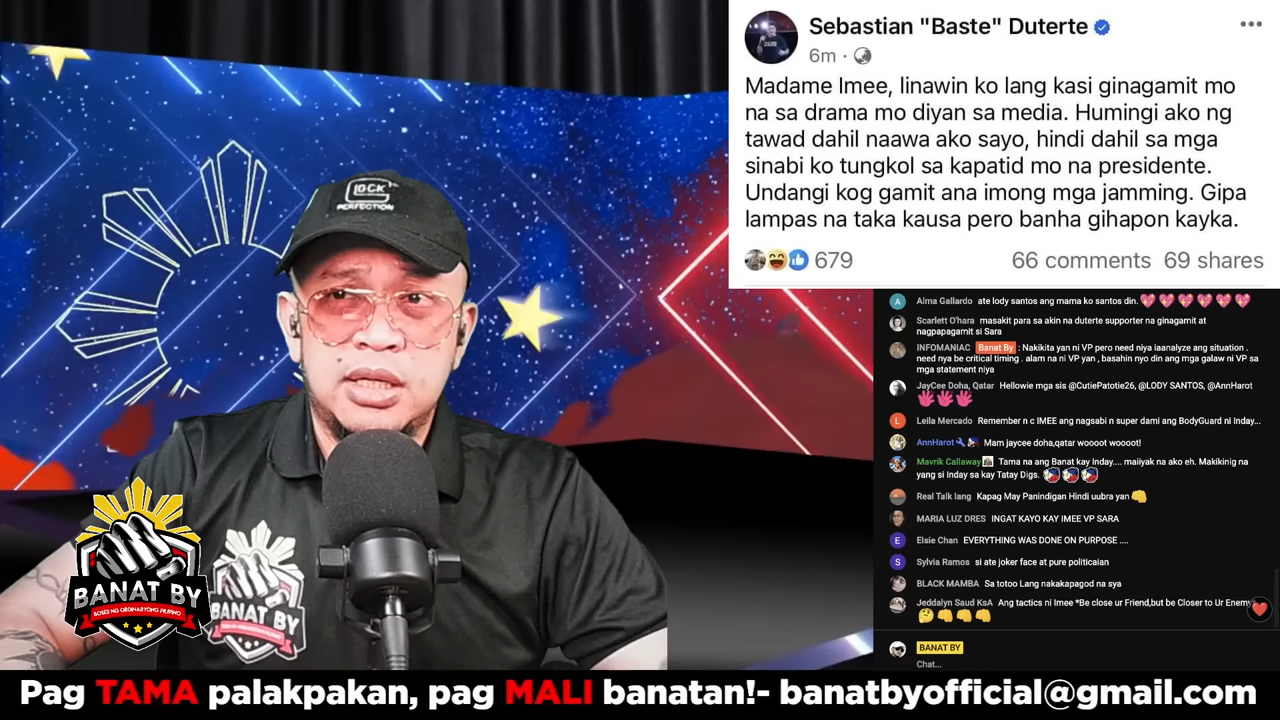 Sebastian "Baste" Duterte
6m ·
Madame Imee, linawin ko lang kasi ginagamit mo
na sa drama mo diyan sa media. Humingi ako ng
tawad dahil naawa ako sayo, hindi dahil sa mga
sinabi ko tungkol sa kapatid mo na presidente.
Undangi kog gamit ana imong mga jamming. Gipa
lampas na taka kausa pero banha gihapon kayka.
679
56 comments 69 shares
GLOCK
PERFECTION
A Alma Gallardo ate lody santos ang mama ko santos din.
Scarlett O'hara masakit para sa akin na duterte supporter na ginagamit at
nagpapagamit si Sara
INFOMANIAC Banat By : Nakikita yan ni VP pero need niya iaanalyze ang situation .
need nya be critical timing . alam na ni VP yan , basahin nyo din ang mga galaw ni VP sa
mga statement niya
JayCee Doha, Qatar Hellowie mga sis @CutiePatotie26, @LODY SANTOS, @AnnHarot
L Leila Mercado Remember n c IMEE ang nagsabi n super dami ang BodyGuard ni Inday...
AnnHarot Mam jaycee doha,qatar woooot woooot!
Mavrik Callaway Tama na ang Banat kay Inday.... maiiyak na ako eh. Makikinig na
yang si Inday sa kay Tatay Digs.
Real Talk lang Kapag May Panindigan Hindi uubra yan
MARIA LUZ DRES INGAT KAYO KAY IMEE VP SARA
E Elsie Chan EVERYTHING WAS DONE ON PURPOSE ....
S Sylvia Ramos si ate joker face at pure politicaian
BLACK MAMBA Sa totoo Lang nakakapagod na sya
Jeddalyn Saud KsA Ang tactics ni Imee *Be close ur Friend,but be Closer to Ur Enemy
BANAT BY
Chat...
BANAT BY
BOSES NG ORDINARYONG PILIPINO
BANAT BY
BOSES NG ORDINARYONG PILIPINO
Pag TAMA palakpakan, pag MALI banatan!- banatbyofficial@gmail.com